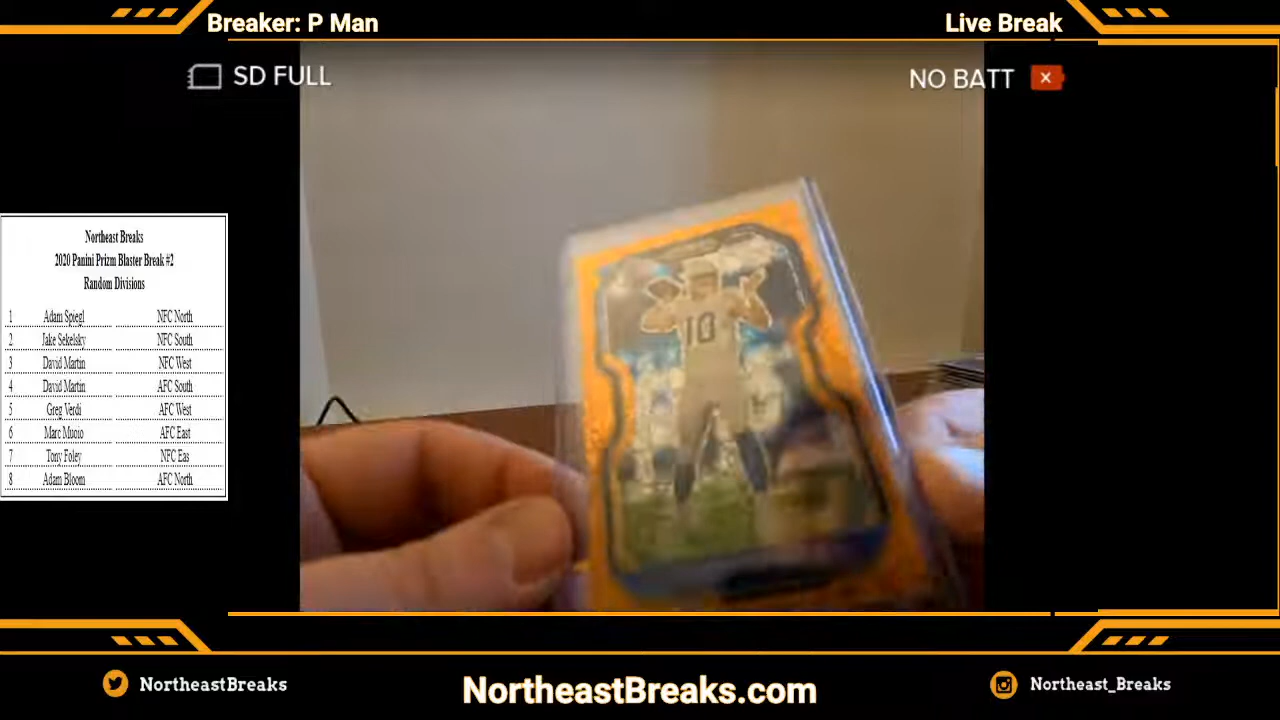 Breaker: P Man
Live Break
SD FULL
NO BATT
Northeast Breaks
2020 Panini Prizm Blaster Break #2
Random Divisions
1 Adam Spiegl NFC North
2 Jake Sekelsky NFC South
3 David Martin NFC West
4 David Martin AFC South
5 Greg Verdi AFC West
6 Marc Muoio AFC East
7 Tony Foley NFC Eas
8 Adam Bloom AFC North
10
NortheastBreaks
NortheastBreaks.com
Northeast_Breaks